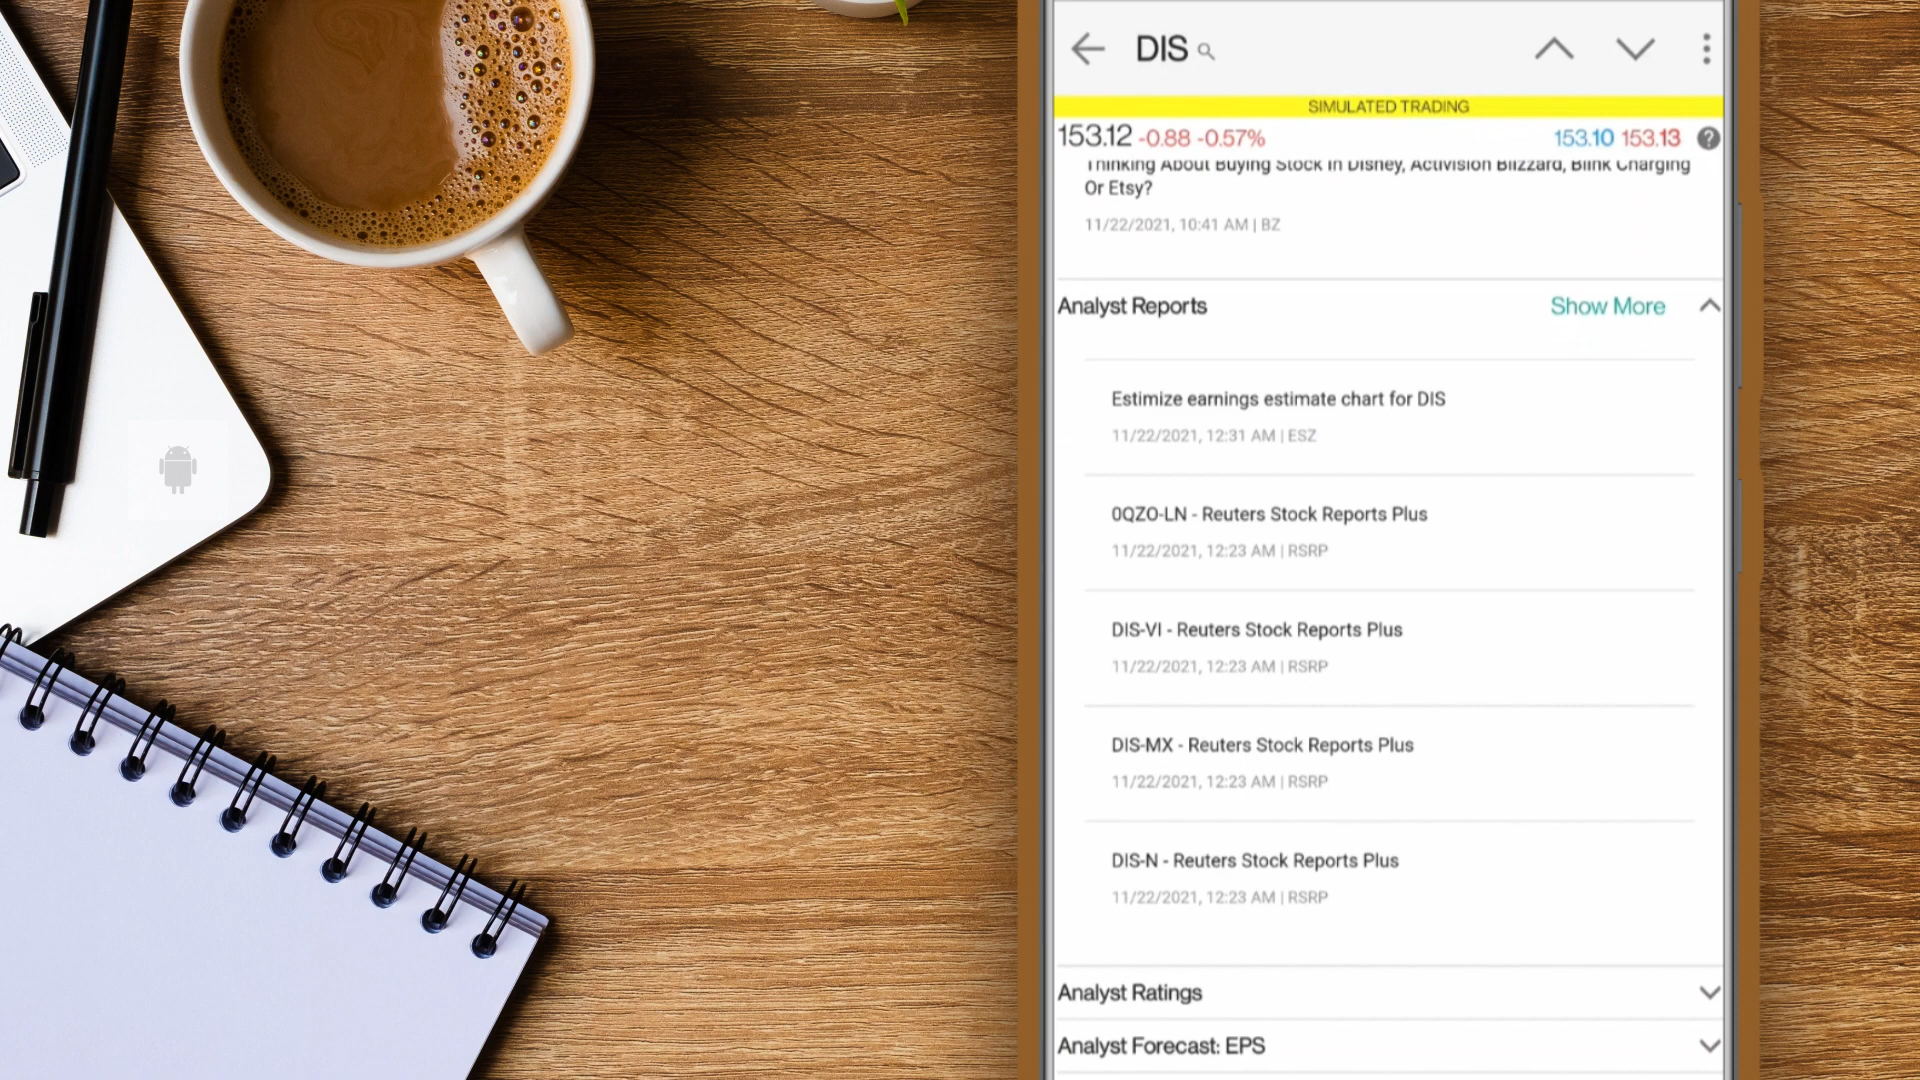 DIS
SIMULATED TRADING
153.12 -0.88 -0.57% 153.10 153.13 ?
Thinking About Buying Stock In Disney, Activision Blizzard, Blink Charging
Or Etsy?
11/22/2021, 10:41 AM | BZ
Analyst Reports Show More
Estimize earnings estimate chart for DIS
11/22/2021, 12:31 AM | ESZ
0QZO-LN - Reuters Stock Reports Plus
11/22/2021, 12:23 AM | RSRP
DIS-VI - Reuters Stock Reports Plus
11/22/2021, 12:23 AM | RSRP
DIS-MX - Reuters Stock Reports Plus
11/22/2021, 12:23 AM | RSRP
DIS-N - Reuters Stock Reports Plus
11/22/2021, 12:23 AM | RSRP
Analyst Ratings
Analyst Forecast: EPS